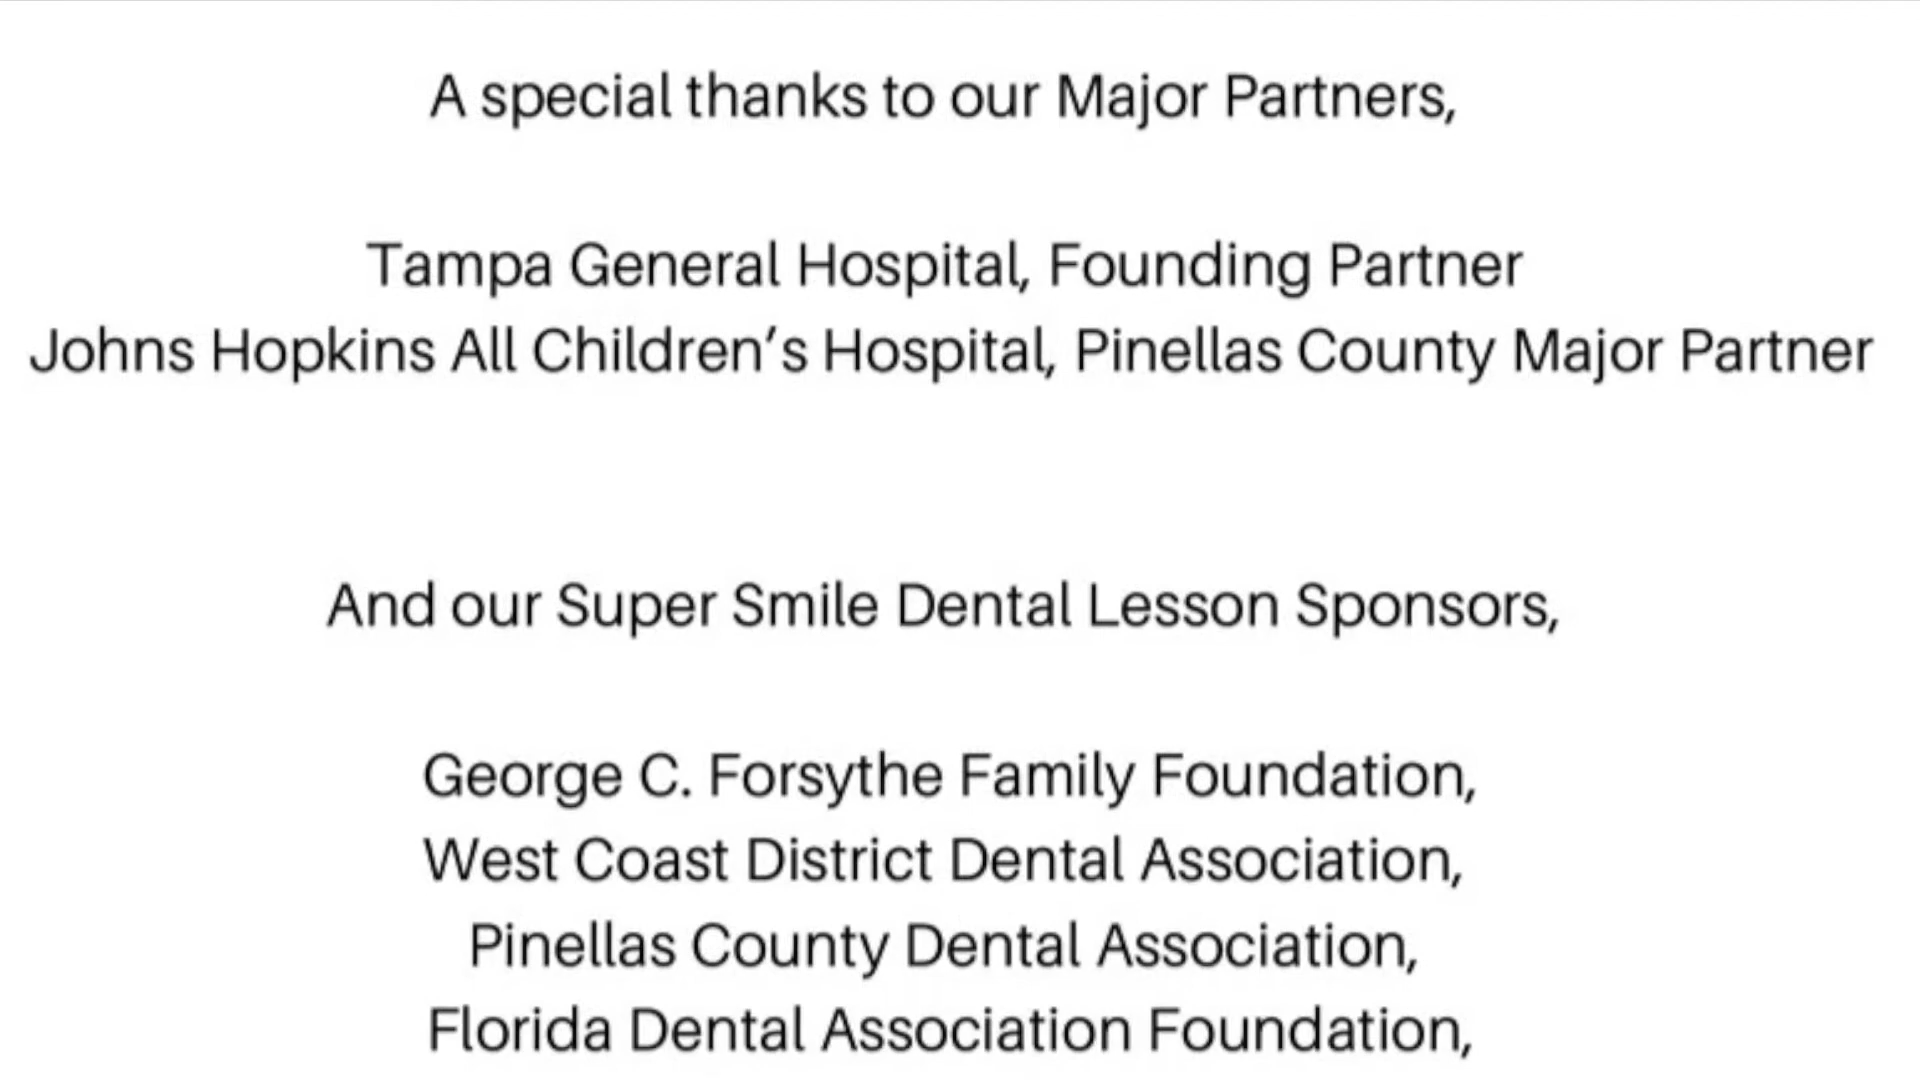 A special thanks to our Major Partners,
Tampa General Hospital, Founding Partner
Johns Hopkins All Children’s Hospital, Pinellas County Major Partner
And our Super Smile Dental Lesson Sponsors,
George C. Forsythe Family Foundation,
West Coast District Dental Association,
Pinellas County Dental Association,
Florida Dental Association Foundation,